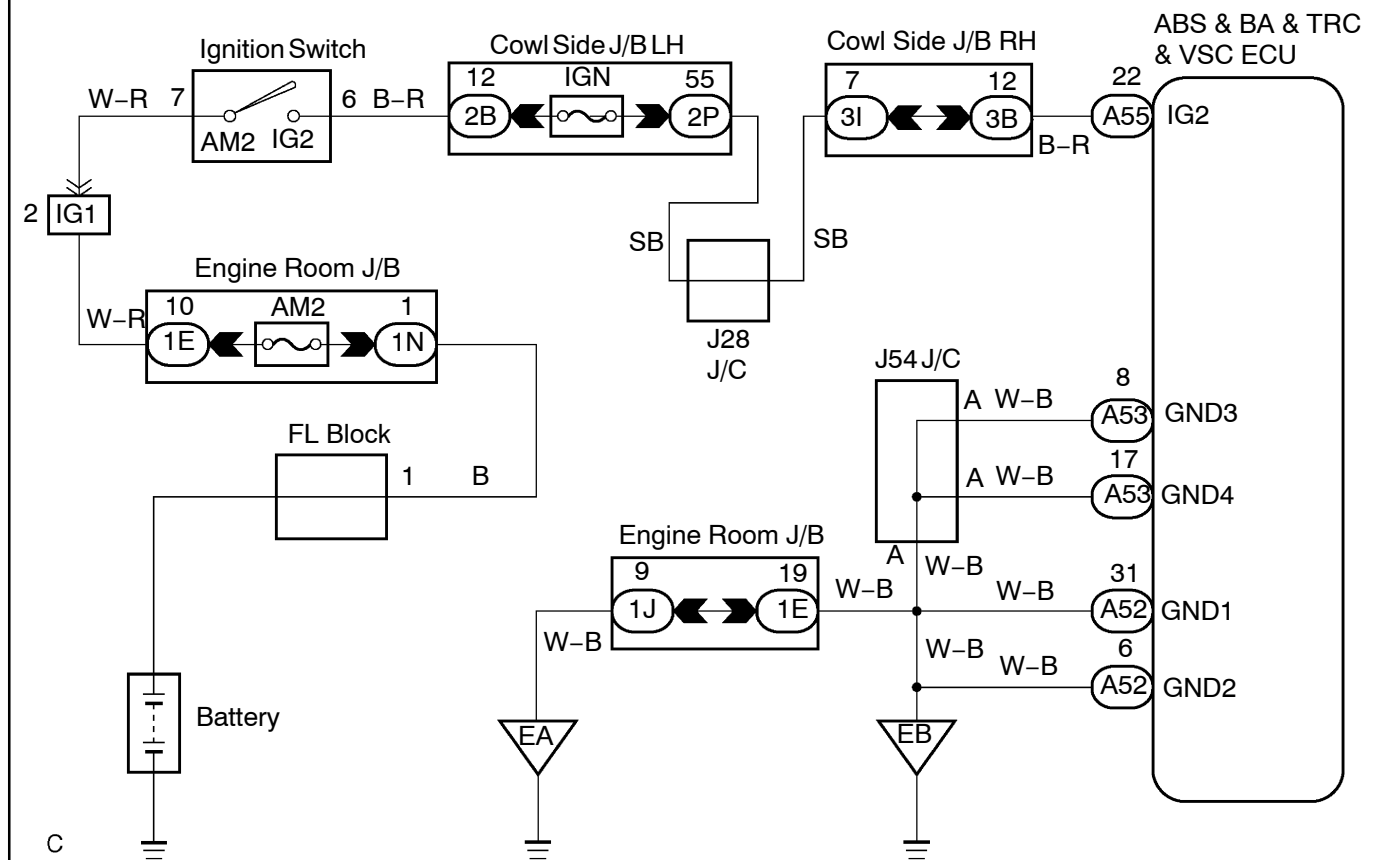 ABS & BA & TRC
& VSC ECU
Ignition Switch
Cowl Side J/B LH
Cowl Side J/B RH
W–R 7
AM2 IG2
6 B–R
12 IGN 55
2B 2P
7 12
3I 3B
B–R
22
A55 IG2
2 IG1
SB SB
J28
J/C
Engine Room J/B
W–R
10 AM2 1
1E 1N
FL Block
1 B
J54 J/C
A W–B
8
A53 GND3
A W–B
17
A53 GND4
A
W–B
Engine Room J/B
9 19
1J 1E
W–B
W–B
W–B
31
A52 GND1
W–B
W–B
6
A52 GND2
Battery
EA
EB
C